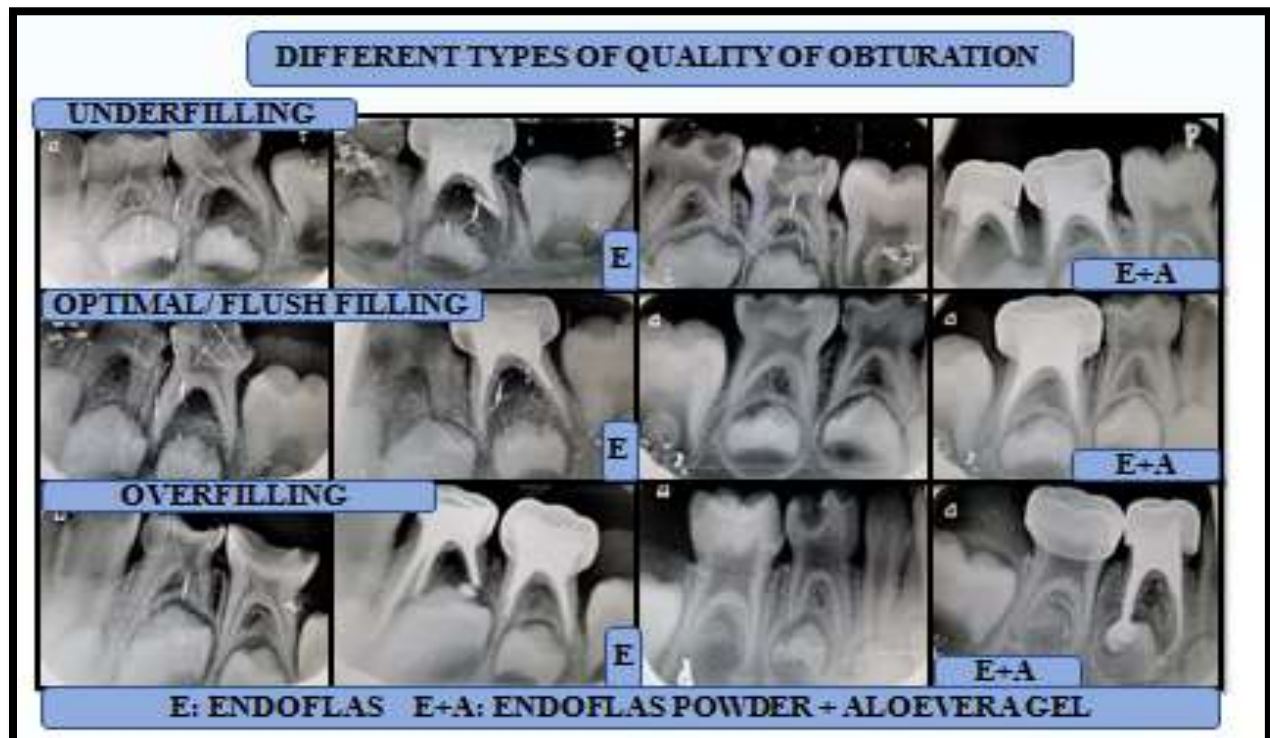 DIFFERENT TYPES OF QUALITY OF OBTURATION
UNDERFILLING
E
E+A
OPTIMAL/ FLUSH FILLING
E
E+A
OVERFILLING
E
E+A
E: ENDOFLAS E+A: ENDOFLAS POWDER + ALOEVERA GEL